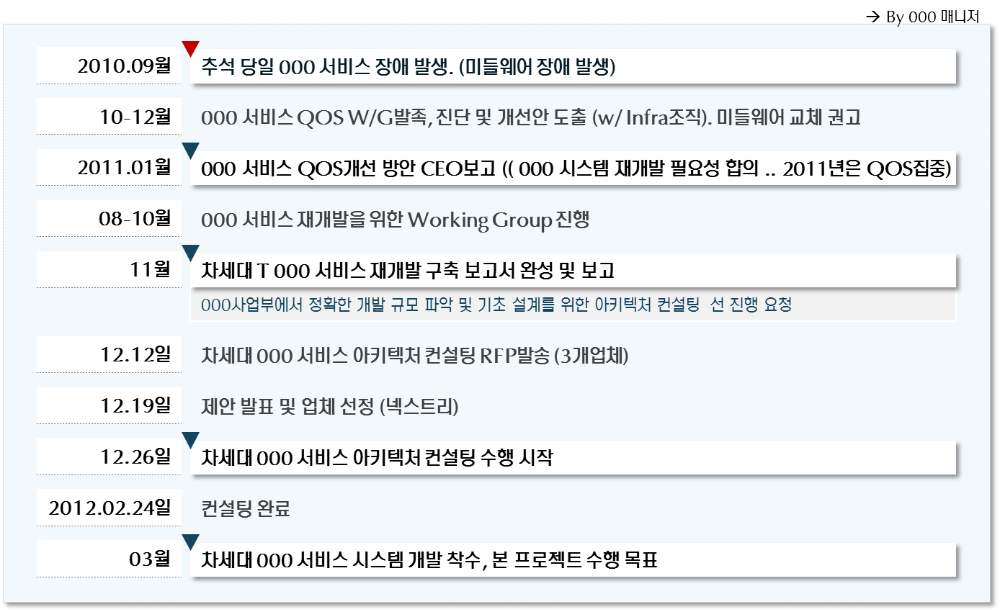 → By 000 매니저
2010.09월 추석 당일 000 서비스 장애 발생. (미들웨어 장애 발생)
10-12월 000 서비스 QOS W/G발족, 진단 및 개선안 도출 (w/ Infra조직). 미들웨어 교체 권고
2011.01월 000 서비스 QOS개선 방안 CEO보고 (( 000 시스템 재개발 필요성 합의 .. 2011년은 QOS집중)
08-10월 000 서비스 재개발을 위한 Working Group 진행
11월 차세대 T 000 서비스 재개발 구축 보고서 완성 및 보고
000사업부에서 정확한 개발 규모 파악 및 기초 설계를 위한 아키텍처 컨설팅 선 진행 요청
12.12일 차세대 000 서비스 아키텍처 컨설팅 RFP발송 (3개업체)
12.19일 제안 발표 및 업체 선정 (넥스트리)
12.26일 차세대 000 서비스 아키텍처 컨설팅 수행 시작
2012.02.24일 컨설팅 완료
03월 차세대 000 서비스 시스템 개발 착수, 본 프로젝트 수행 목표